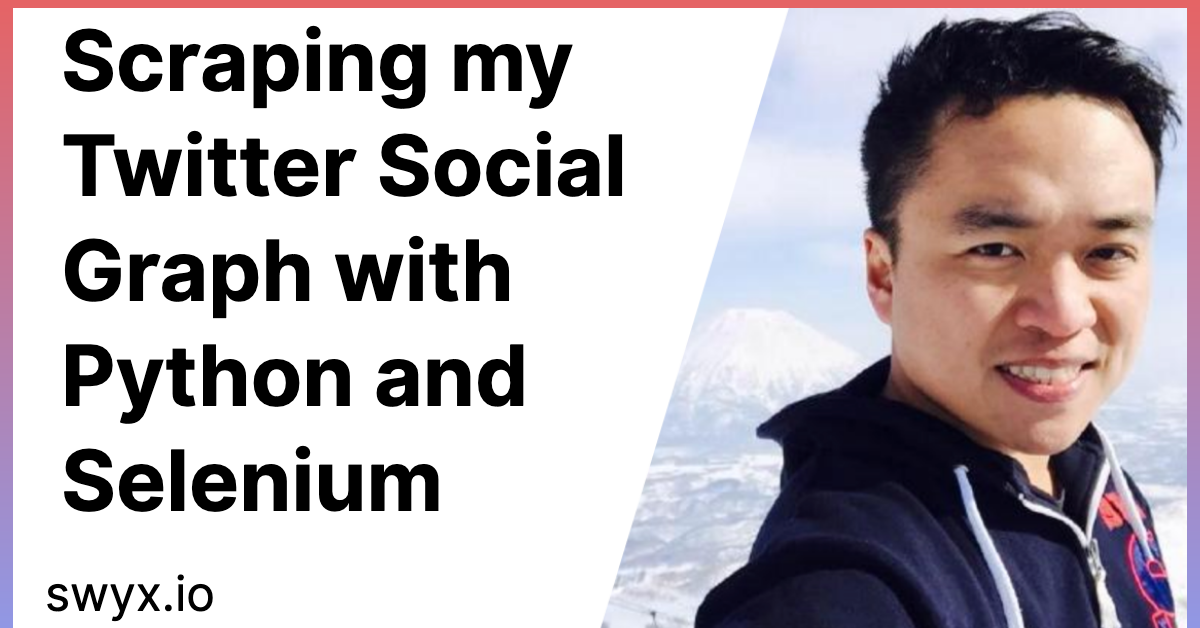 Scraping my
Twitter Social
Graph with
Python and
Selenium
swyx.io